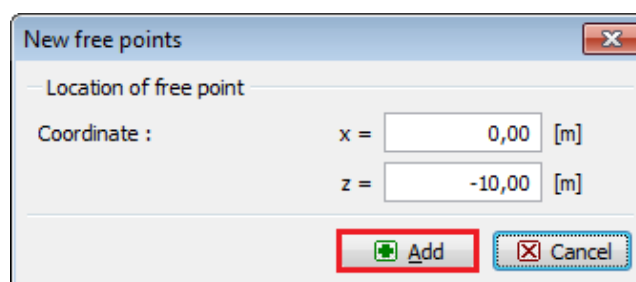 New free points
Location of free point
Coordinate : x = 0,00 [m]
z = -10,00 [m]
Add Cancel